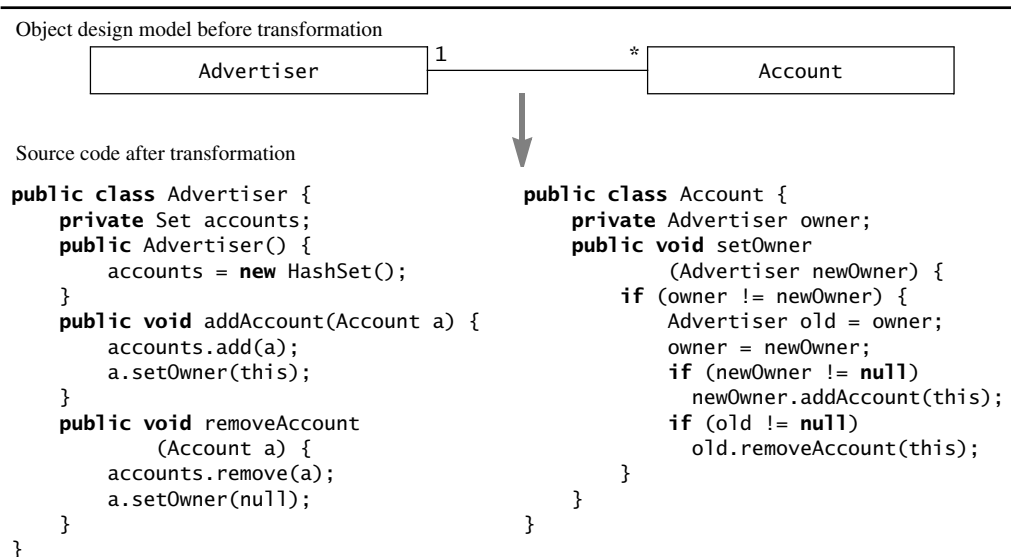 Object design model before transformation
Advertiser 1 * Account
Source code after transformation
public class Advertiser {
    private Set accounts;
    public Advertiser() {
        accounts = new HashSet();
    }
    public void addAccount(Account a) {
        accounts.add(a);
        a.setOwner(this);
    }
    public void removeAccount
            (Account a) {
        accounts.remove(a);
        a.setOwner(null);
    }
}
public class Account {
    private Advertiser owner;
    public void setOwner
            (Advertiser newOwner) {
        if (owner != newOwner) {
            Advertiser old = owner;
            owner = newOwner;
            if (newOwner != null)
              newOwner.addAccount(this);
            if (old != null)
              old.removeAccount(this);
        }
    }
}